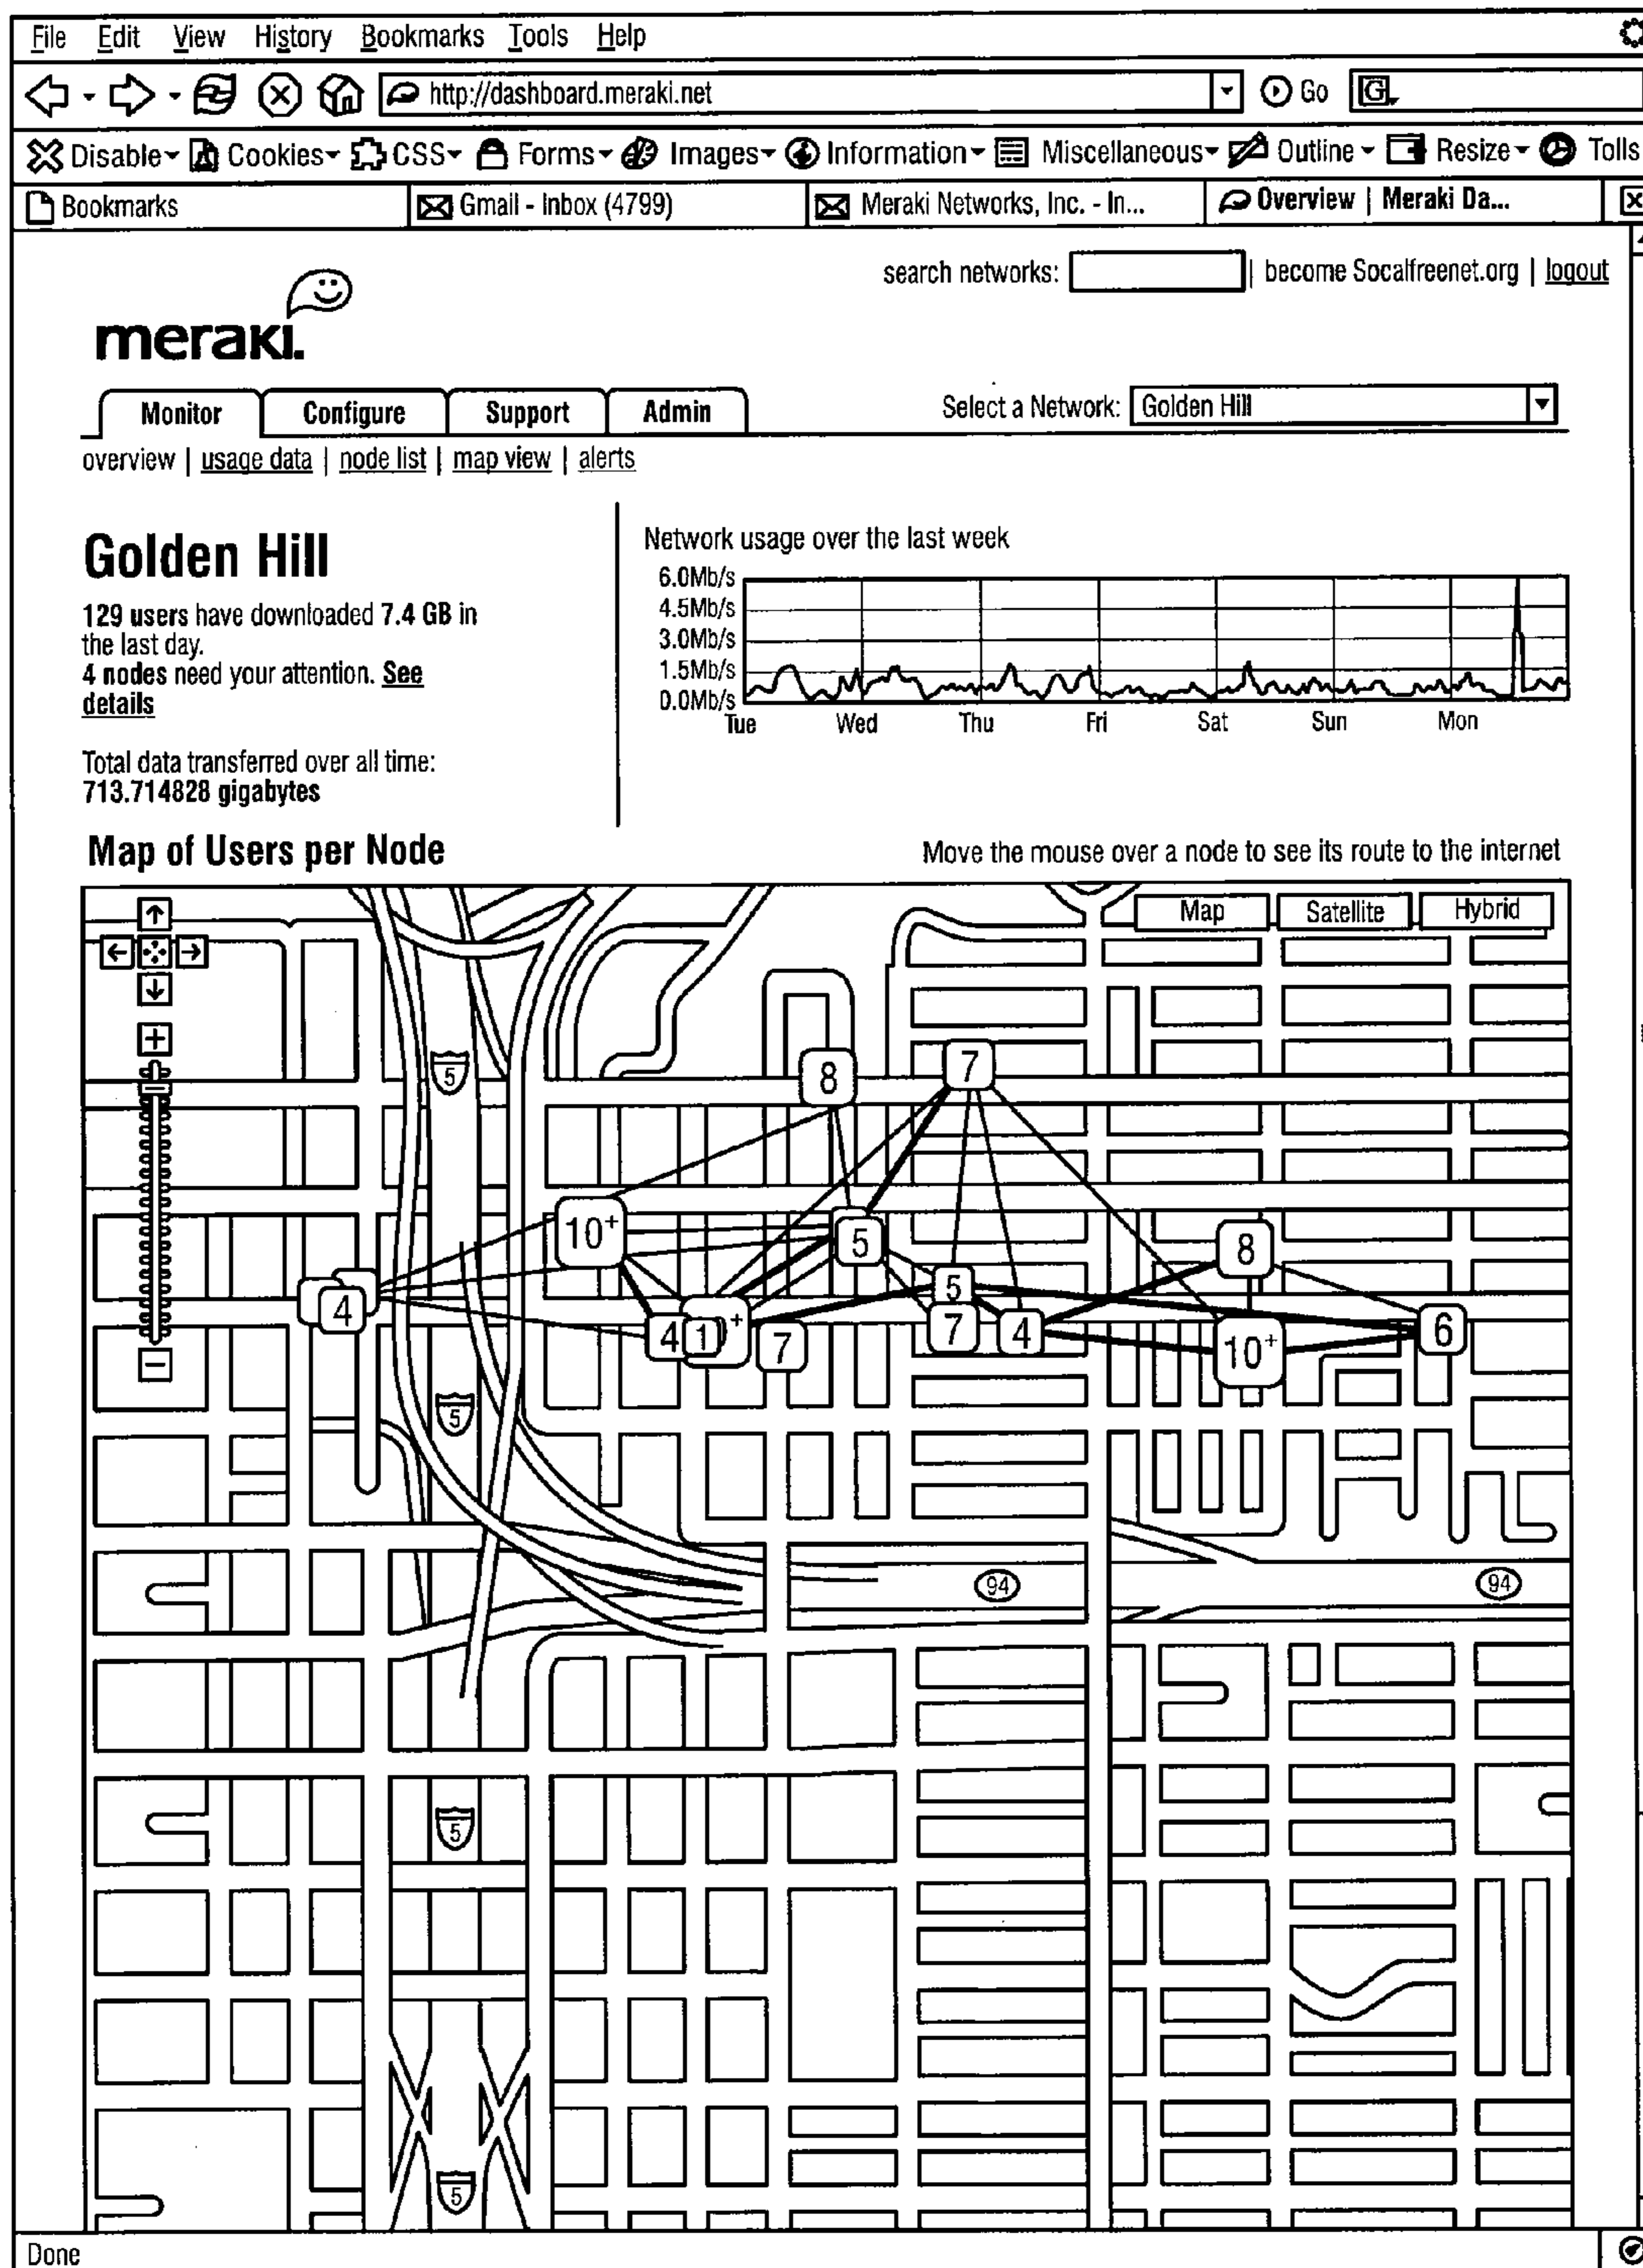 File Edit View History Bookmarks Tools Help
http://dashboard.meraki.net Go G
Disable Cookies CSS Forms Images Information Miscellaneous Outline Resize Tolls
Bookmarks Gmail - Inbox (4799) Meraki Networks, Inc. - In... Overview | Meraki Da...
search networks: | become Socalfreenet.org | logout
meraki.
Monitor Configure Support Admin Select a Network: Golden Hill
overview | usage data | node list | map view | alerts
Golden Hill
129 users have downloaded 7.4 GB in
the last day.
4 nodes need your attention. See
details
Total data transferred over all time:
713.714828 gigabytes
Network usage over the last week
6.0Mb/s
4.5Mb/s
3.0Mb/s
1.5Mb/s
0.0Mb/s
Tue Wed Thu Fri Sat Sun Mon
Map of Users per Node Move the mouse over a node to see its route to the internet
Map Satellite Hybrid
5
8 7
10+ 5 8
5
4 4 1 + 7 7 4 10+ 6
5
94 94
5
5
Done